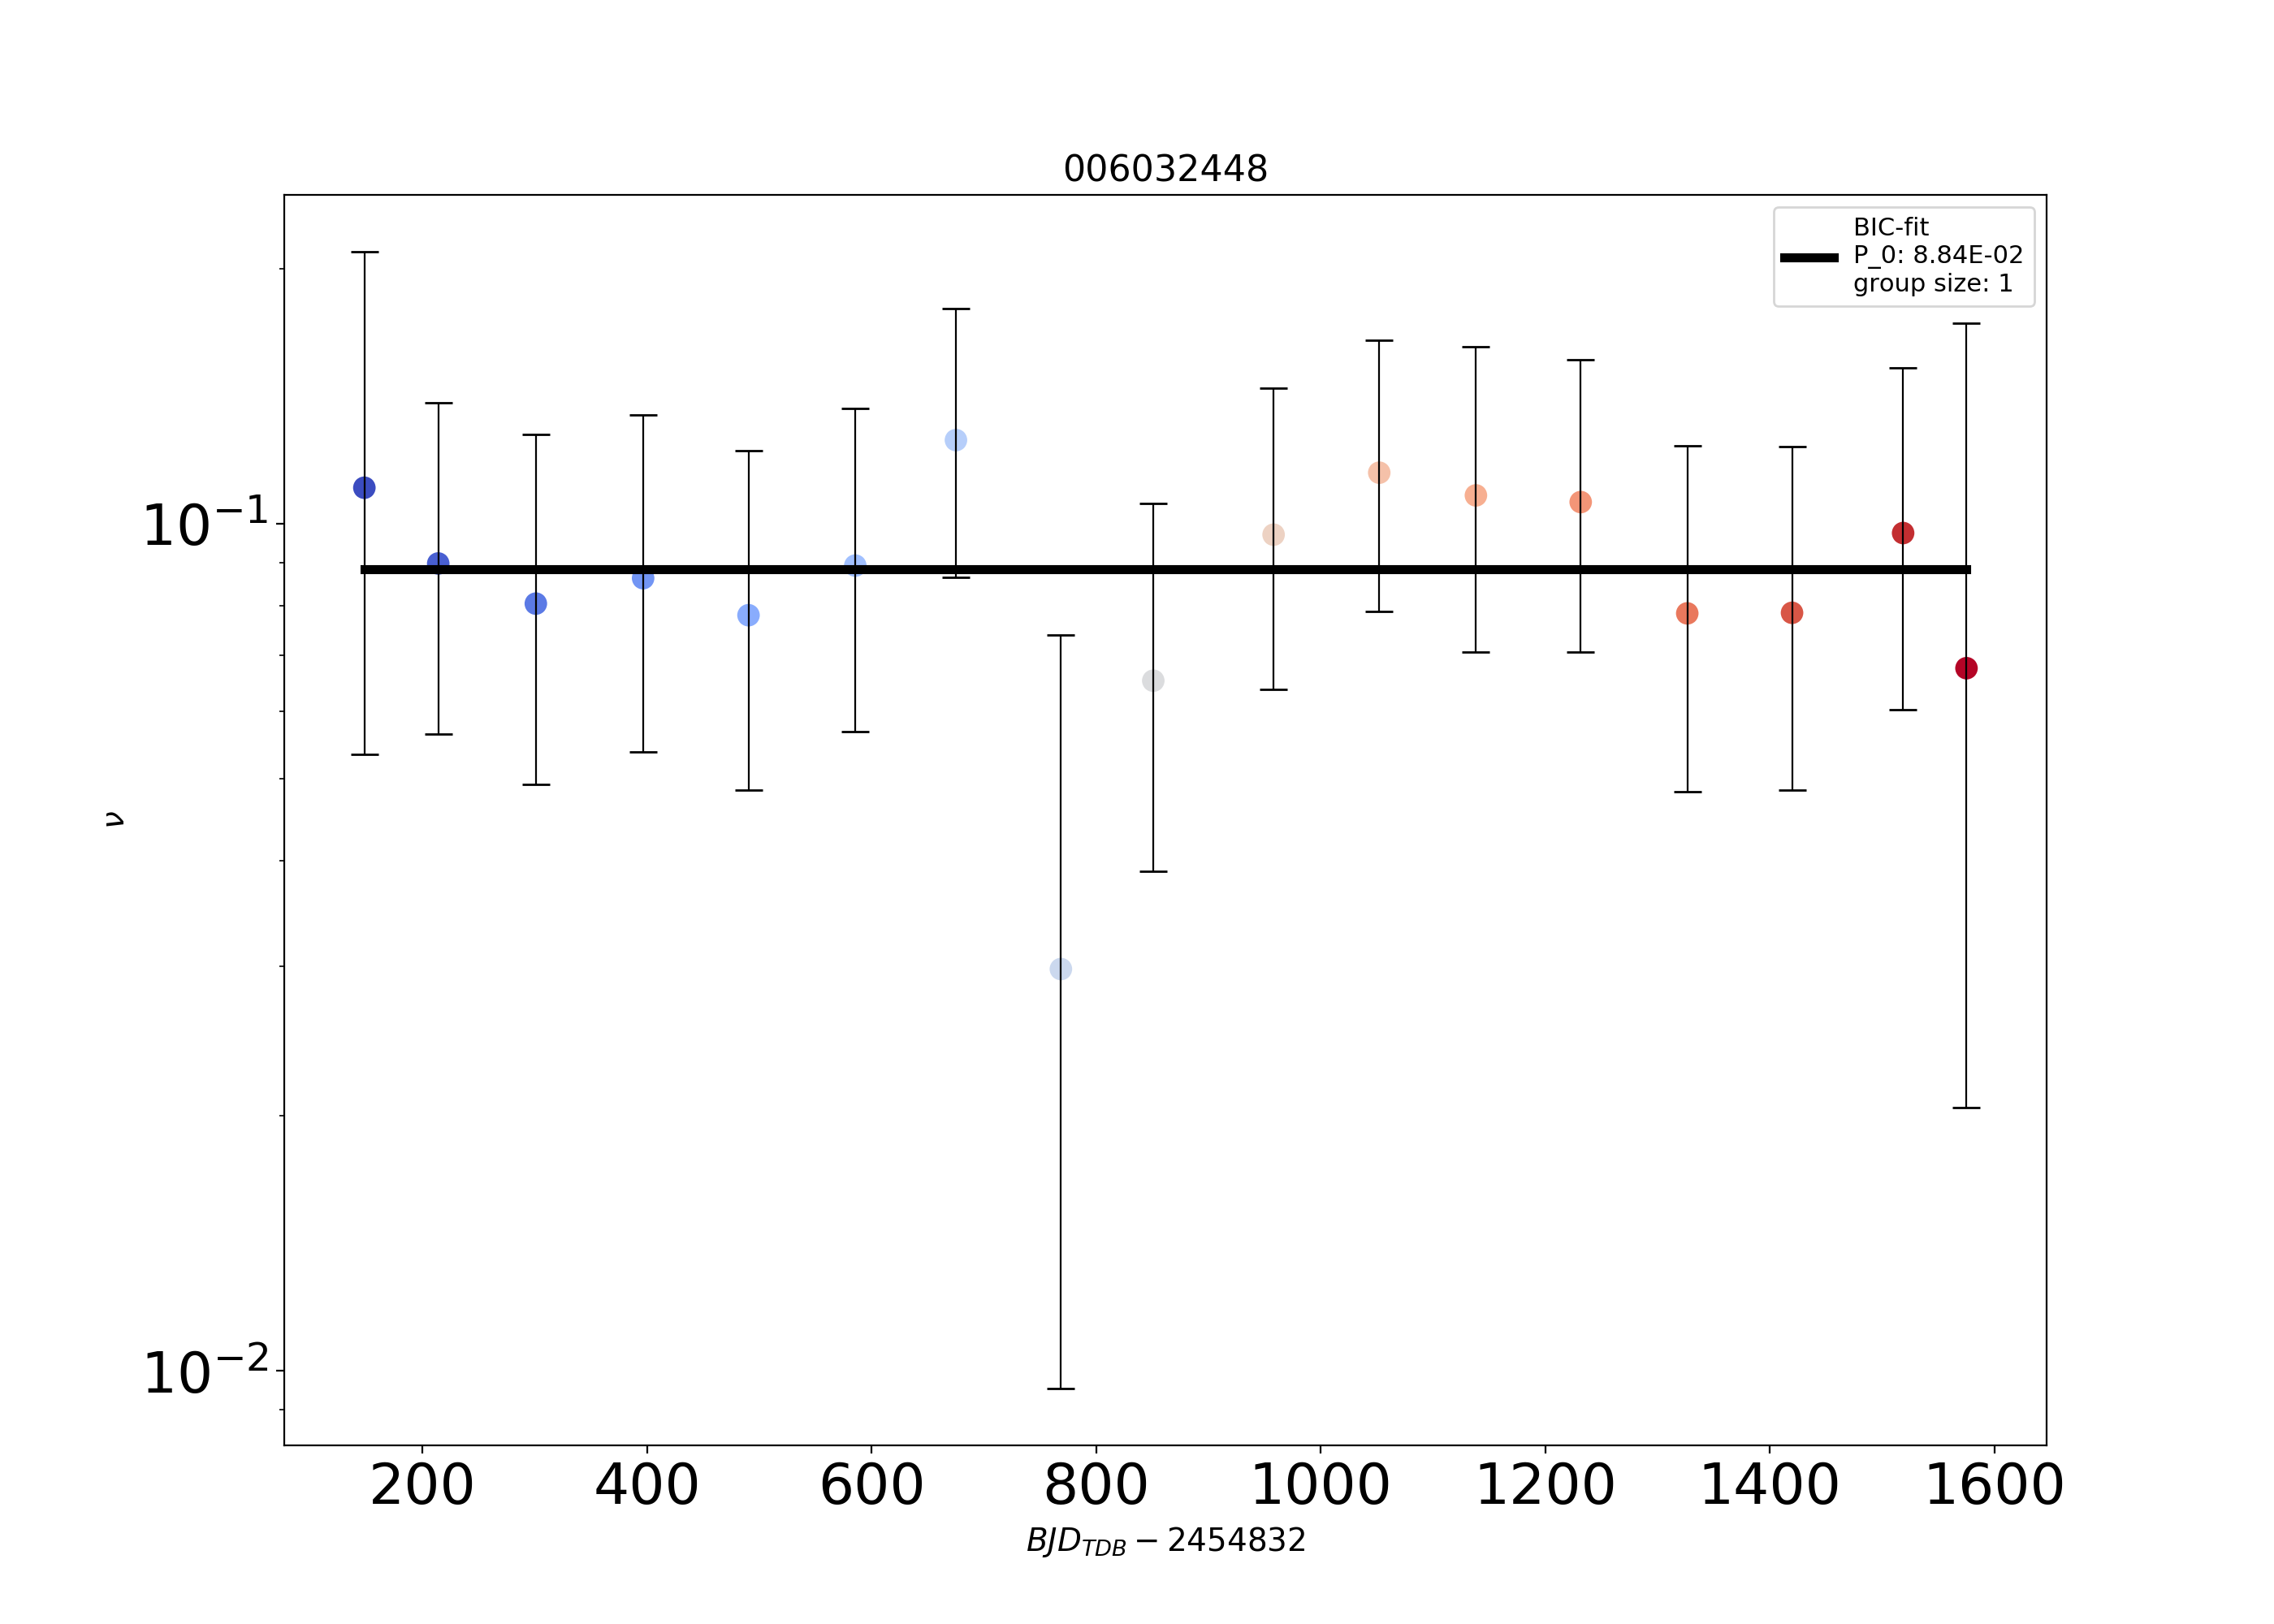 006032448
BIC-fit
P_0: 8.84E-02
group size: 1
10⁻¹
10⁻²
ν
200 400 600 800 1000 1200 1400 1600
BJD_TDB − 2454832